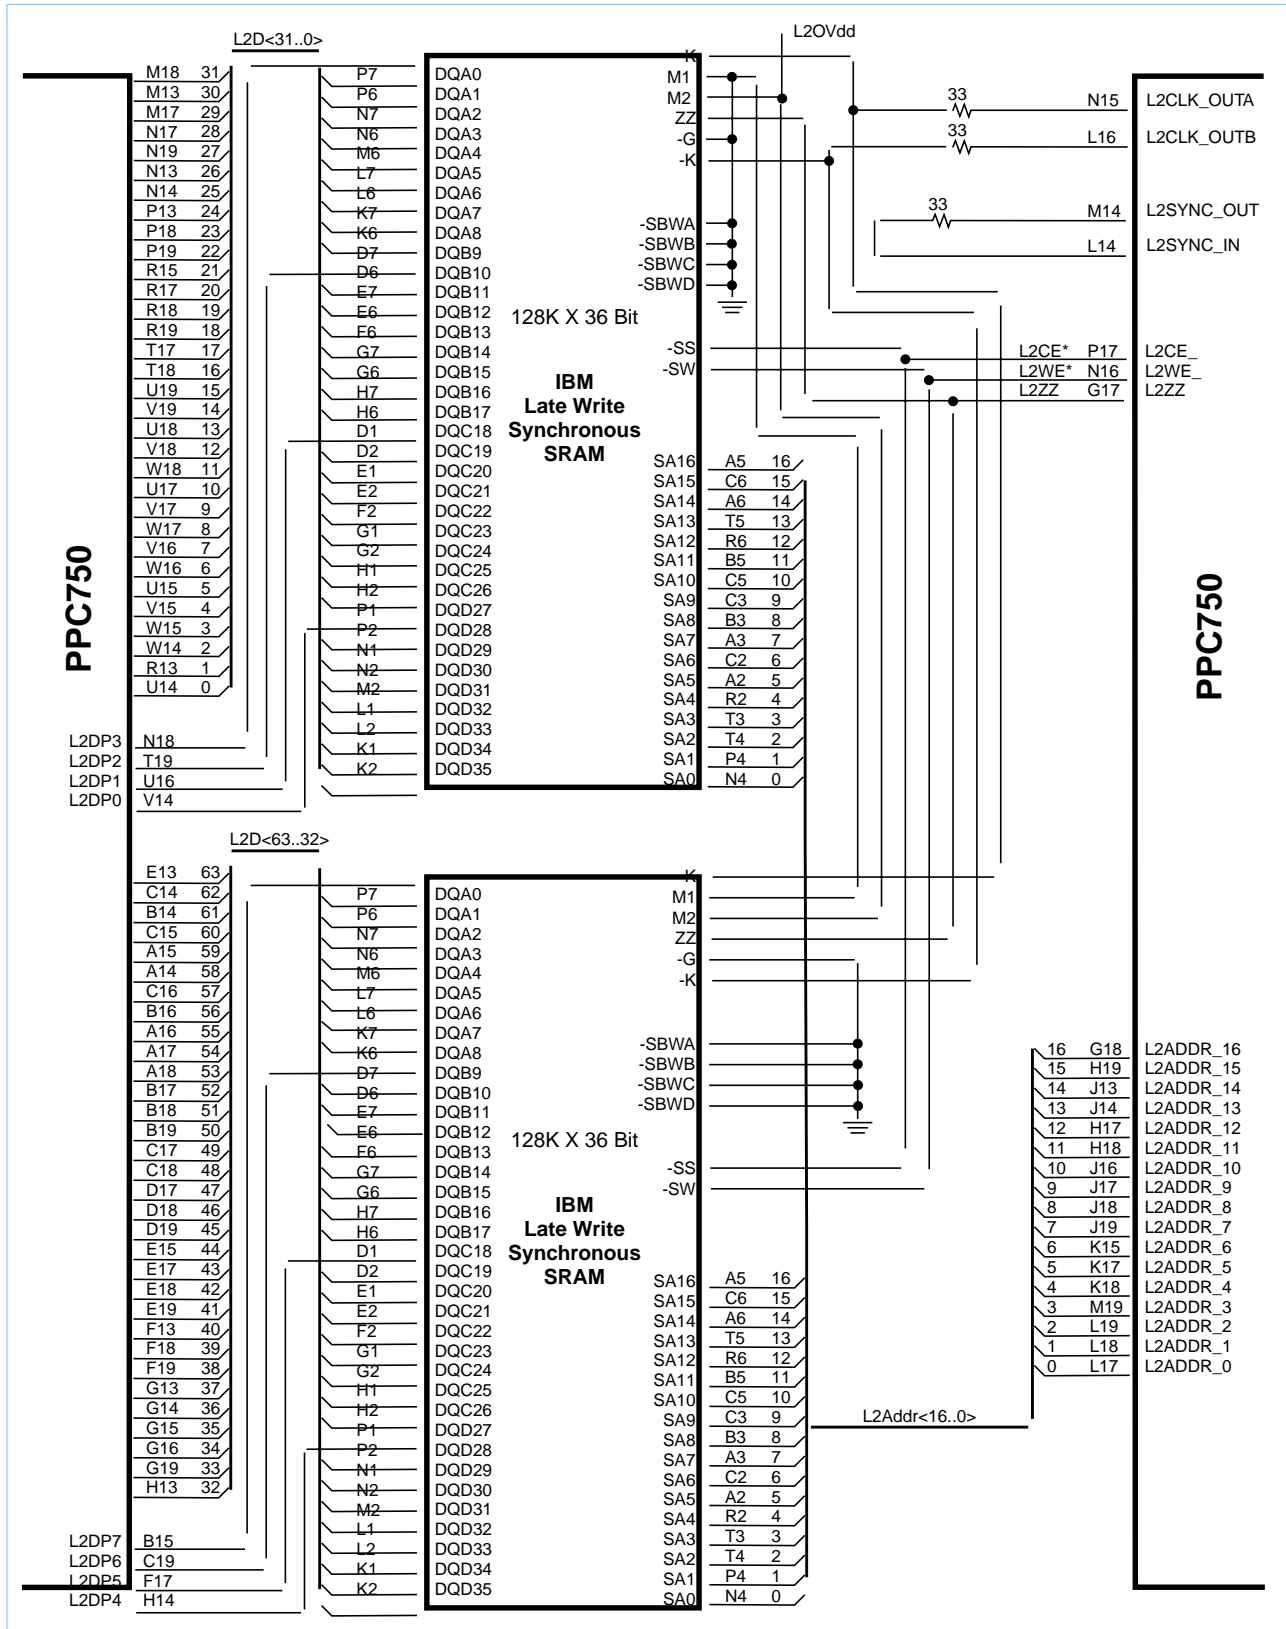 L2D<31..0>
L2OVdd
PPC750
M18 31
M13 30
M17 29
N17 28
N19 27
N13 26
N14 25
P13 24
P18 23
P19 22
R15 21
R17 20
R18 19
R19 18
T17 17
T18 16
U19 15
V19 14
U18 13
V18 12
W18 11
U17 10
V17 9
W17 8
V16 7
W16 6
U15 5
V15 4
W15 3
W14 2
R13 1
U14 0
L2DP3 N18
L2DP2 T19
L2DP1 U16
L2DP0 V14
P7 DQA0
P6 DQA1
N7 DQA2
N6 DQA3
M6 DQA4
L7 DQA5
L6 DQA6
K7 DQA7
K6 DQA8
D7 DQB9
D6 DQB10
E7 DQB11
E6 DQB12
F6 DQB13
G7 DQB14
G6 DQB15
H7 DQB16
H6 DQB17
D1 DQC18
D2 DQC19
E1 DQC20
E2 DQC21
F2 DQC22
G1 DQC23
G2 DQC24
H1 DQC25
H2 DQC26
P1 DQD27
P2 DQD28
N1 DQD29
N2 DQD30
M2 DQD31
L1 DQD32
L2 DQD33
K1 DQD34
K2 DQD35
128K X 36 Bit
IBM
Late Write
Synchronous
SRAM
K
M1
M2
ZZ
-G
-K
-SBWA
-SBWB
-SBWC
-SBWD
-SS
-SW
SA16 A5 16
SA15 C6 15
SA14 A6 14
SA13 T5 13
SA12 R6 12
SA11 B5 11
SA10 C5 10
SA9 C3 9
SA8 B3 8
SA7 A3 7
SA6 C2 6
SA5 A2 5
SA4 R2 4
SA3 T3 3
SA2 T4 2
SA1 P4 1
SA0 N4 0
33 N15 L2CLK_OUTA
33 L16 L2CLK_OUTB
33 M14 L2SYNC_OUT
L14 L2SYNC_IN
L2CE* P17 L2CE_
L2WE* N16 L2WE_
L2ZZ G17 L2ZZ
PPC750
L2D<63..32>
E13 63
C14 62
B14 61
C15 60
A15 59
A14 58
C16 57
B16 56
A16 55
A17 54
A18 53
B17 52
B18 51
B19 50
C17 49
C18 48
D17 47
D18 46
D19 45
E15 44
E17 43
E18 42
E19 41
F13 40
F18 39
F19 38
G13 37
G14 36
G15 35
G16 34
G19 33
H13 32
L2DP7 B15
L2DP6 C19
L2DP5 F17
L2DP4 H14
P7 DQA0
P6 DQA1
N7 DQA2
N6 DQA3
M6 DQA4
L7 DQA5
L6 DQA6
K7 DQA7
K6 DQA8
D7 DQB9
D6 DQB10
E7 DQB11
E6 DQB12
F6 DQB13
G7 DQB14
G6 DQB15
H7 DQB16
H6 DQB17
D1 DQC18
D2 DQC19
E1 DQC20
E2 DQC21
F2 DQC22
G1 DQC23
G2 DQC24
H1 DQC25
H2 DQC26
P1 DQD27
P2 DQD28
N1 DQD29
N2 DQD30
M2 DQD31
L1 DQD32
L2 DQD33
K1 DQD34
K2 DQD35
128K X 36 Bit
IBM
Late Write
Synchronous
SRAM
K
M1
M2
ZZ
-G
-K
-SBWA
-SBWB
-SBWC
-SBWD
-SS
-SW
SA16 A5 16
SA15 C6 15
SA14 A6 14
SA13 T5 13
SA12 R6 12
SA11 B5 11
SA10 C5 10
SA9 C3 9
SA8 B3 8
SA7 A3 7
SA6 C2 6
SA5 A2 5
SA4 R2 4
SA3 T3 3
SA2 T4 2
SA1 P4 1
SA0 N4 0
L2Addr<16..0>
16 G18 L2ADDR_16
15 H19 L2ADDR_15
14 J13 L2ADDR_14
13 J14 L2ADDR_13
12 H17 L2ADDR_12
11 H18 L2ADDR_11
10 J16 L2ADDR_10
9 J17 L2ADDR_9
8 J18 L2ADDR_8
7 J19 L2ADDR_7
6 K15 L2ADDR_6
5 K17 L2ADDR_5
4 K18 L2ADDR_4
3 M19 L2ADDR_3
2 L19 L2ADDR_2
1 L18 L2ADDR_1
0 L17 L2ADDR_0